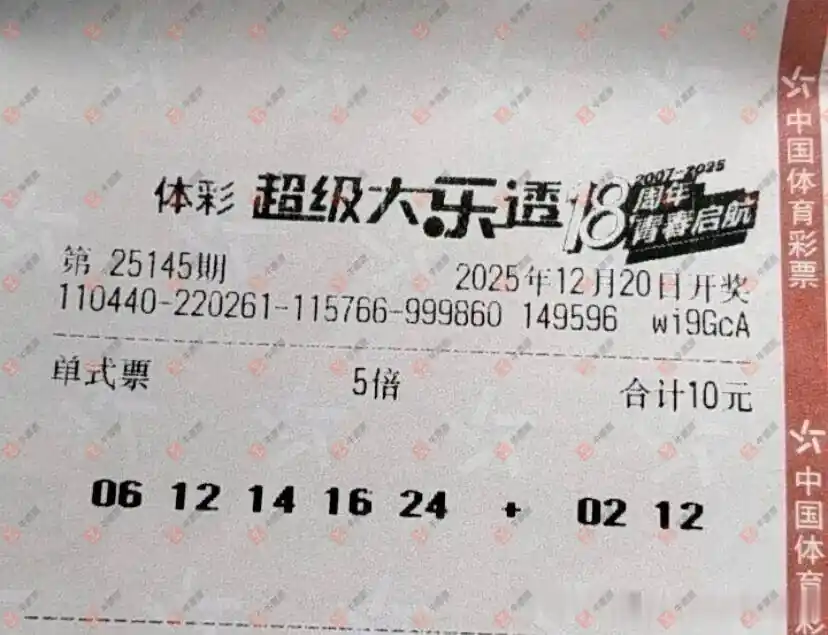 体彩 超级大乐透 18周年 2007-2025 青春启航
第 25145期 2025年12月20日开奖
110440-220261-115766-999860 149596 wi9GcA
单式票 5倍 合计10元
06 12 14 16 24 + 02 12
中国体育彩票
中国体育彩